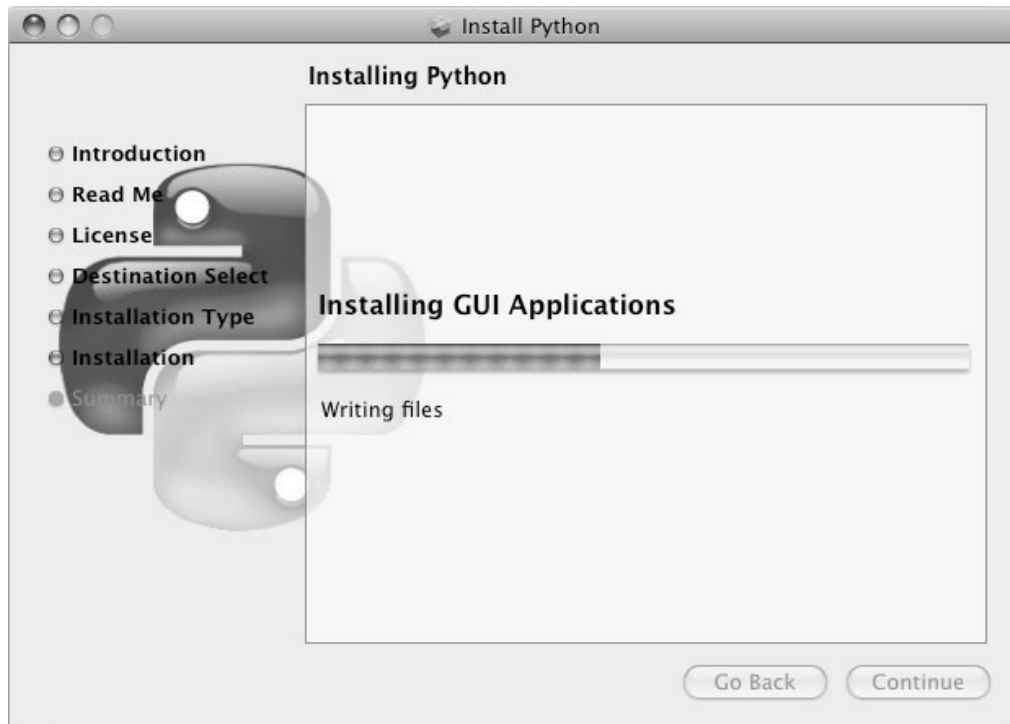 Install Python
Installing Python
Introduction
Read Me
License
Destination Select
Installation Type
Installation
Summary
Installing GUI Applications
Writing files
Go Back
Continue